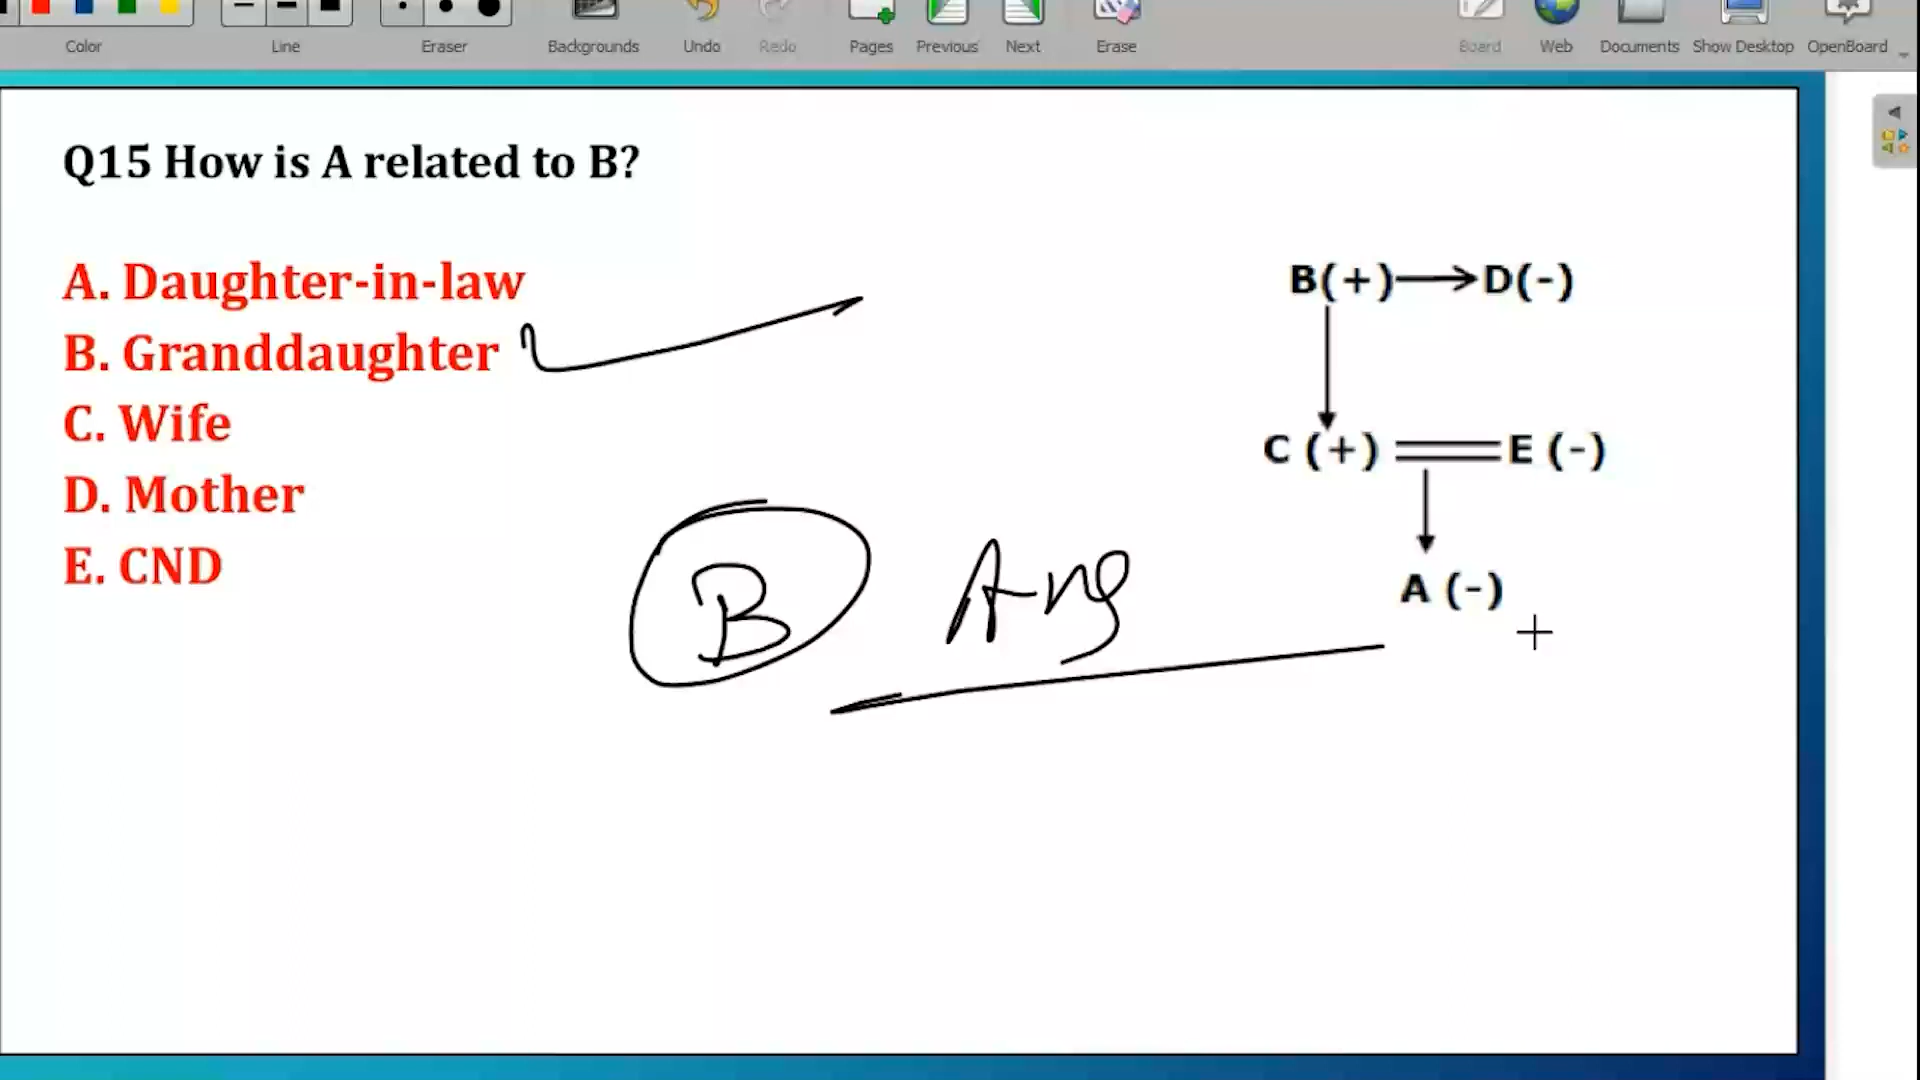 Color Line Eraser Backgrounds Undo Redo Pages Previous Next Erase Board Web Documents Show Desktop OpenBoard
Q15 How is A related to B?
A. Daughter-in-law
B. Granddaughter
C. Wife
D. Mother
E. CND
B(+) D(-)
C (+) E (-)
A (-)
B Ans